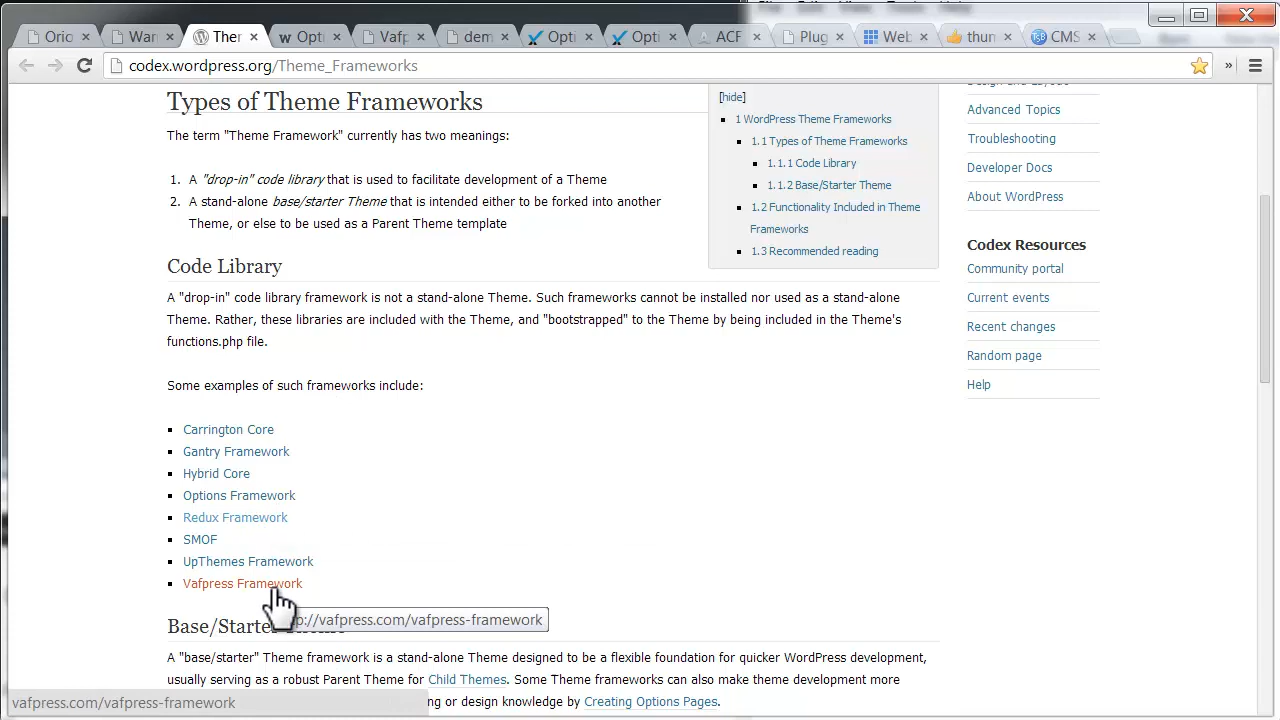 Orio
War
Ther
Opti
Vafp
dem
Opti
Opti
ACF
Plug
Web
thun
CMS
codex.wordpress.org/Theme_Frameworks
Types of Theme Frameworks
The term "Theme Framework" currently has two meanings:
1. A "drop-in" code library that is used to facilitate development of a Theme
2. A stand-alone base/starter Theme that is intended either to be forked into another
Theme, or else to be used as a Parent Theme template
[hide]
1 WordPress Theme Frameworks
1.1 Types of Theme Frameworks
1.1.1 Code Library
1.1.2 Base/Starter Theme
1.2 Functionality Included in Theme
Frameworks
1.3 Recommended reading
Advanced Topics
Troubleshooting
Developer Docs
About WordPress
Codex Resources
Community portal
Current events
Recent changes
Random page
Help
Code Library
A "drop-in" code library framework is not a stand-alone Theme. Such frameworks cannot be installed nor used as a stand-alone
Theme. Rather, these libraries are included with the Theme, and "bootstrapped" to the Theme by being included in the Theme's
functions.php file.
Some examples of such frameworks include:
Carrington Core
Gantry Framework
Hybrid Core
Options Framework
Redux Framework
SMOF
UpThemes Framework
Vafpress Framework
p://vafpress.com/vafpress-framework
Base/Starter
A "base/starter" Theme framework is a stand-alone Theme designed to be a flexible foundation for quicker WordPress development,
usually serving as a robust Parent Theme for Child Themes. Some Theme frameworks can also make theme development more
ng or design knowledge by Creating Options Pages.
vafpress.com/vafpress-framework